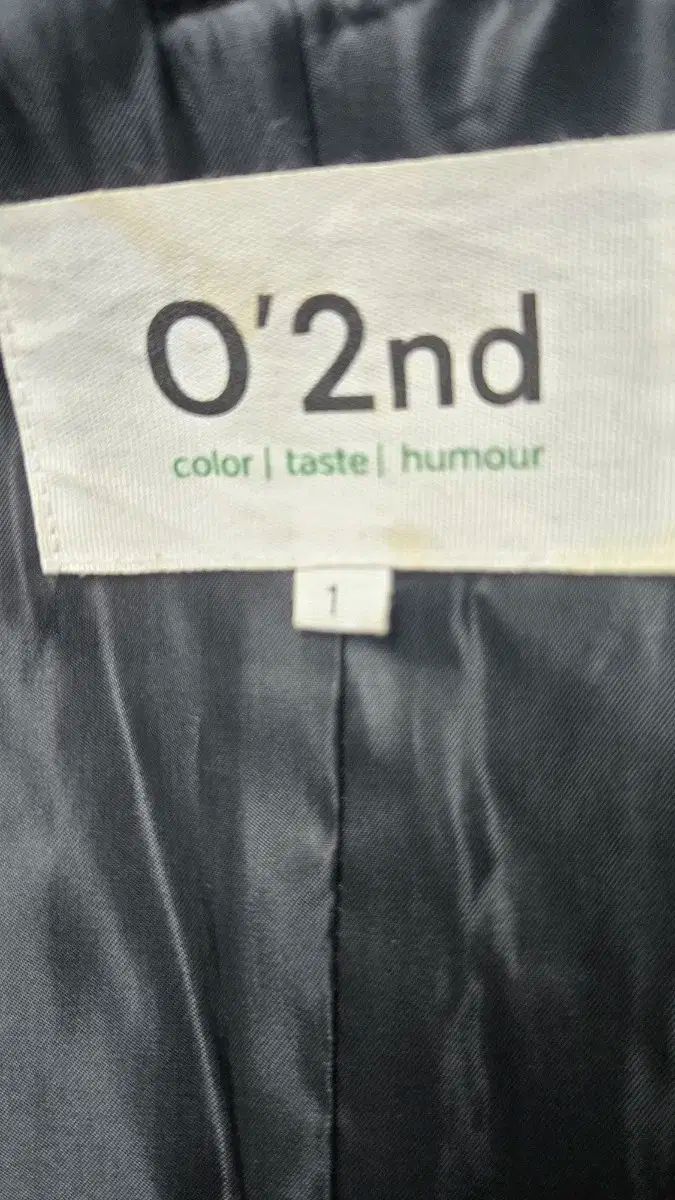 O'2nd
color | taste | humour
1